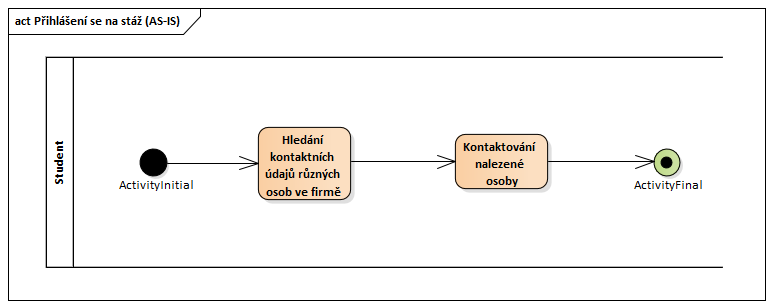 act Přihlášení se na stáž (AS-IS)
Student
ActivityInitial
Hledání
kontaktních
údajů různých
osob ve firmě
Kontaktování
nalezené
osoby
ActivityFinal